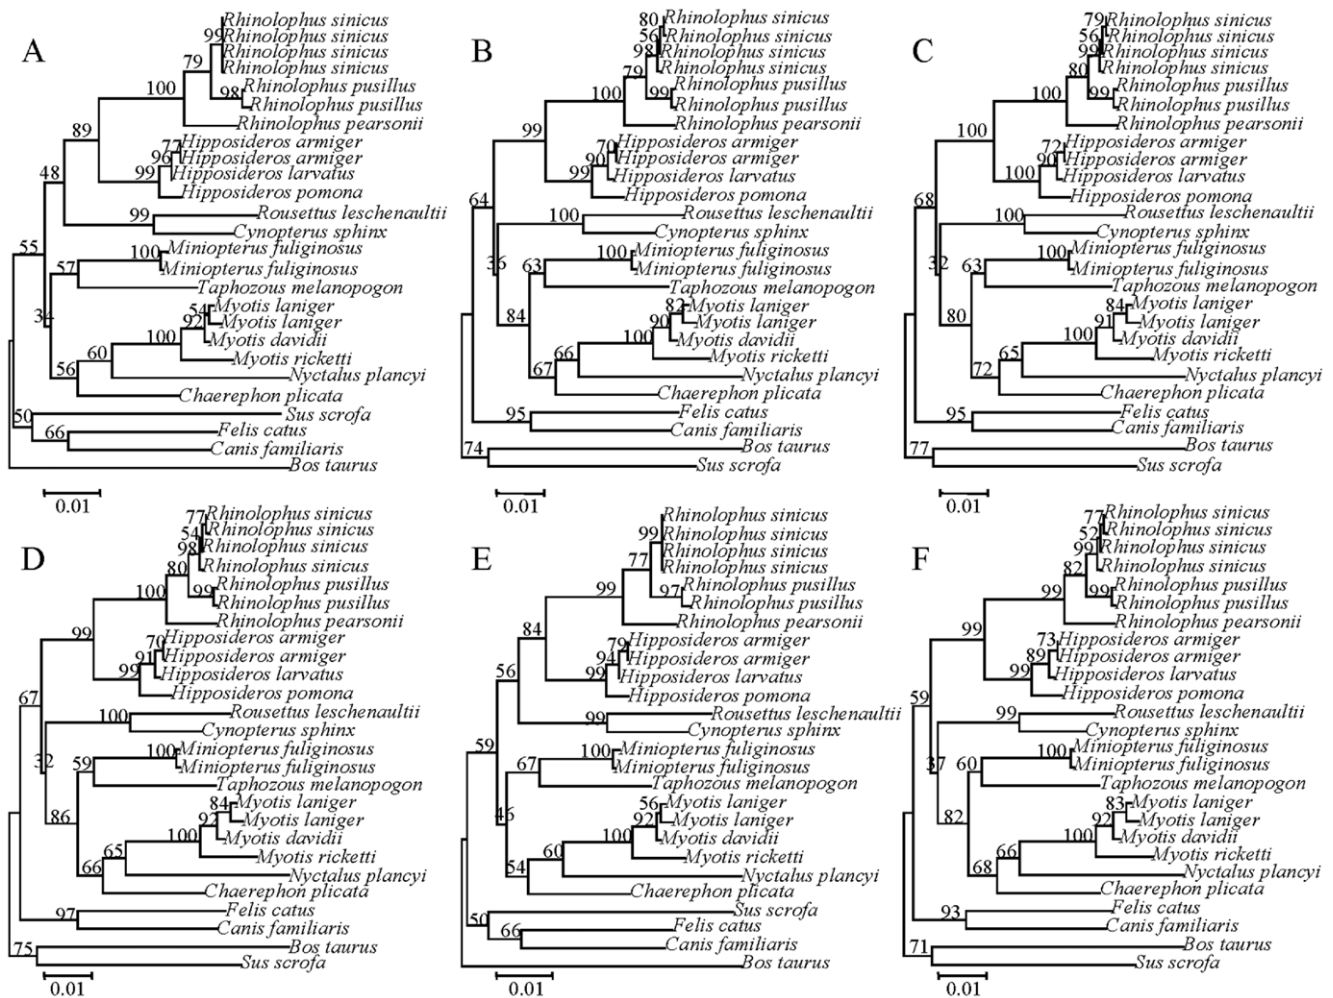 A
99
Rhinolophus sinicus
Rhinolophus sinicus
Rhinolophus sinicus
Rhinolophus sinicus
79
98
Rhinolophus pusillus
100
Rhinolophus pusillus
Rhinolophus pearsonii
89
77
Hipposideros armiger
96
Hipposideros armiger
99
Hipposideros larvatus
48
Hipposideros pomona
99
Rousettus leschenaultii
Cynopterus sphinx
55
100
Miniopterus fuliginosus
57
Miniopterus fuliginosus
Taphozous melanopogon
34
54
Myotis laniger
92
Myotis laniger
100
Myotis davidii
60
Myotis ricketti
56
Nyctalus plancyi
Chaerephon plicata
50
Sus scrofa
66
Felis catus
Canis familiaris
Bos taurus
0.01
B
80
Rhinolophus sinicus
56
Rhinolophus sinicus
98
Rhinolophus sinicus
79
Rhinolophus sinicus
99
Rhinolophus pusillus
100
Rhinolophus pusillus
Rhinolophus pearsonii
99
70
Hipposideros armiger
90
Hipposideros armiger
99
Hipposideros larvatus
Hipposideros pomona
64
100
Rousettus leschenaultii
Cynopterus sphinx
36
100
Miniopterus fuliginosus
63
Miniopterus fuliginosus
Taphozous melanopogon
84
82
Myotis laniger
90
Myotis laniger
100
Myotis davidii
66
Myotis ricketti
67
Nyctalus plancyi
Chaerephon plicata
95
Felis catus
Canis familiaris
74
Bos taurus
Sus scrofa
0.01
C
79
Rhinolophus sinicus
56
Rhinolophus sinicus
99
Rhinolophus sinicus
80
Rhinolophus sinicus
99
Rhinolophus pusillus
100
Rhinolophus pusillus
Rhinolophus pearsonii
100
72
Hipposideros armiger
90
Hipposideros armiger
100
Hipposideros larvatus
Hipposideros pomona
68
100
Rousettus leschenaultii
Cynopterus sphinx
32
100
Miniopterus fuliginosus
63
Miniopterus fuliginosus
Taphozous melanopogon
80
84
Myotis laniger
91
Myotis laniger
100
Myotis davidii
65
Myotis ricketti
72
Nyctalus plancyi
Chaerephon plicata
95
Felis catus
Canis familiaris
77
Bos taurus
Sus scrofa
0.01
D
77
Rhinolophus sinicus
54
Rhinolophus sinicus
98
Rhinolophus sinicus
80
Rhinolophus sinicus
99
Rhinolophus pusillus
100
Rhinolophus pusillus
Rhinolophus pearsonii
99
70
Hipposideros armiger
91
Hipposideros armiger
99
Hipposideros larvatus
Hipposideros pomona
67
100
Rousettus leschenaultii
Cynopterus sphinx
32
100
Miniopterus fuliginosus
59
Miniopterus fuliginosus
Taphozous melanopogon
86
84
Myotis laniger
92
Myotis laniger
100
Myotis davidii
65
Myotis ricketti
66
Nyctalus plancyi
Chaerephon plicata
97
Felis catus
Canis familiaris
75
Bos taurus
Sus scrofa
0.01
E
99
Rhinolophus sinicus
Rhinolophus sinicus
Rhinolophus sinicus
Rhinolophus sinicus
77
97
Rhinolophus pusillus
99
Rhinolophus pusillus
Rhinolophus pearsonii
84
79
Hipposideros armiger
94
Hipposideros armiger
99
Hipposideros larvatus
56
Hipposideros pomona
99
Rousettus leschenaultii
Cynopterus sphinx
59
100
Miniopterus fuliginosus
67
Miniopterus fuliginosus
Taphozous melanopogon
46
56
Myotis laniger
92
Myotis laniger
100
Myotis davidii
60
Myotis ricketti
54
Nyctalus plancyi
Chaerephon plicata
50
Sus scrofa
66
Felis catus
Canis familiaris
Bos taurus
0.01
F
77
Rhinolophus sinicus
52
Rhinolophus sinicus
99
Rhinolophus sinicus
82
Rhinolophus sinicus
99
Rhinolophus pusillus
99
Rhinolophus pusillus
Rhinolophus pearsonii
99
73
Hipposideros armiger
89
Hipposideros armiger
99
Hipposideros larvatus
Hipposideros pomona
59
99
Rousettus leschenaultii
Cynopterus sphinx
37
100
Miniopterus fuliginosus
60
Miniopterus fuliginosus
Taphozous melanopogon
82
83
Myotis laniger
92
Myotis laniger
100
Myotis davidii
66
Myotis ricketti
68
Nyctalus plancyi
Chaerephon plicata
93
Felis catus
Canis familiaris
71
Bos taurus
Sus scrofa
0.01